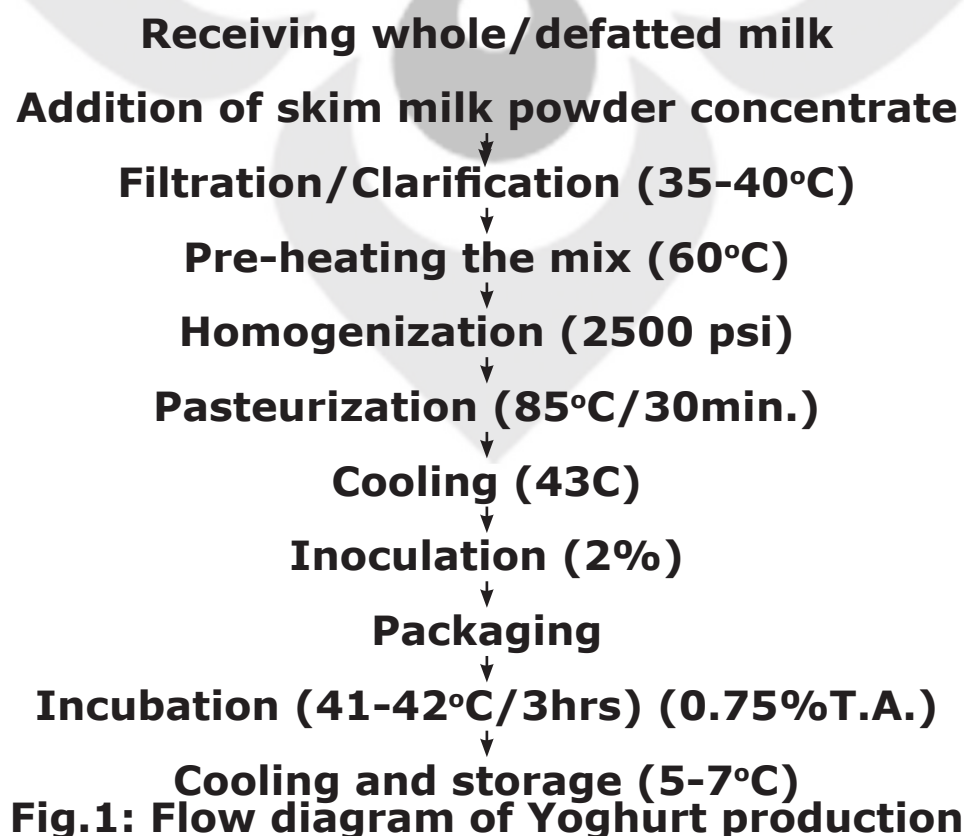 Receiving whole/defatted milk
Addition of skim milk powder concentrate
Filtration/Clarification (35-40°C)
Pre-heating the mix (60°C)
Homogenization (2500 psi)
Pasteurization (85°C/30min.)
Cooling (43C)
Inoculation (2%)
Packaging
Incubation (41-42°C/3hrs) (0.75%T.A.)
Cooling and storage (5-7°C)
Fig.1: Flow diagram of Yoghurt production